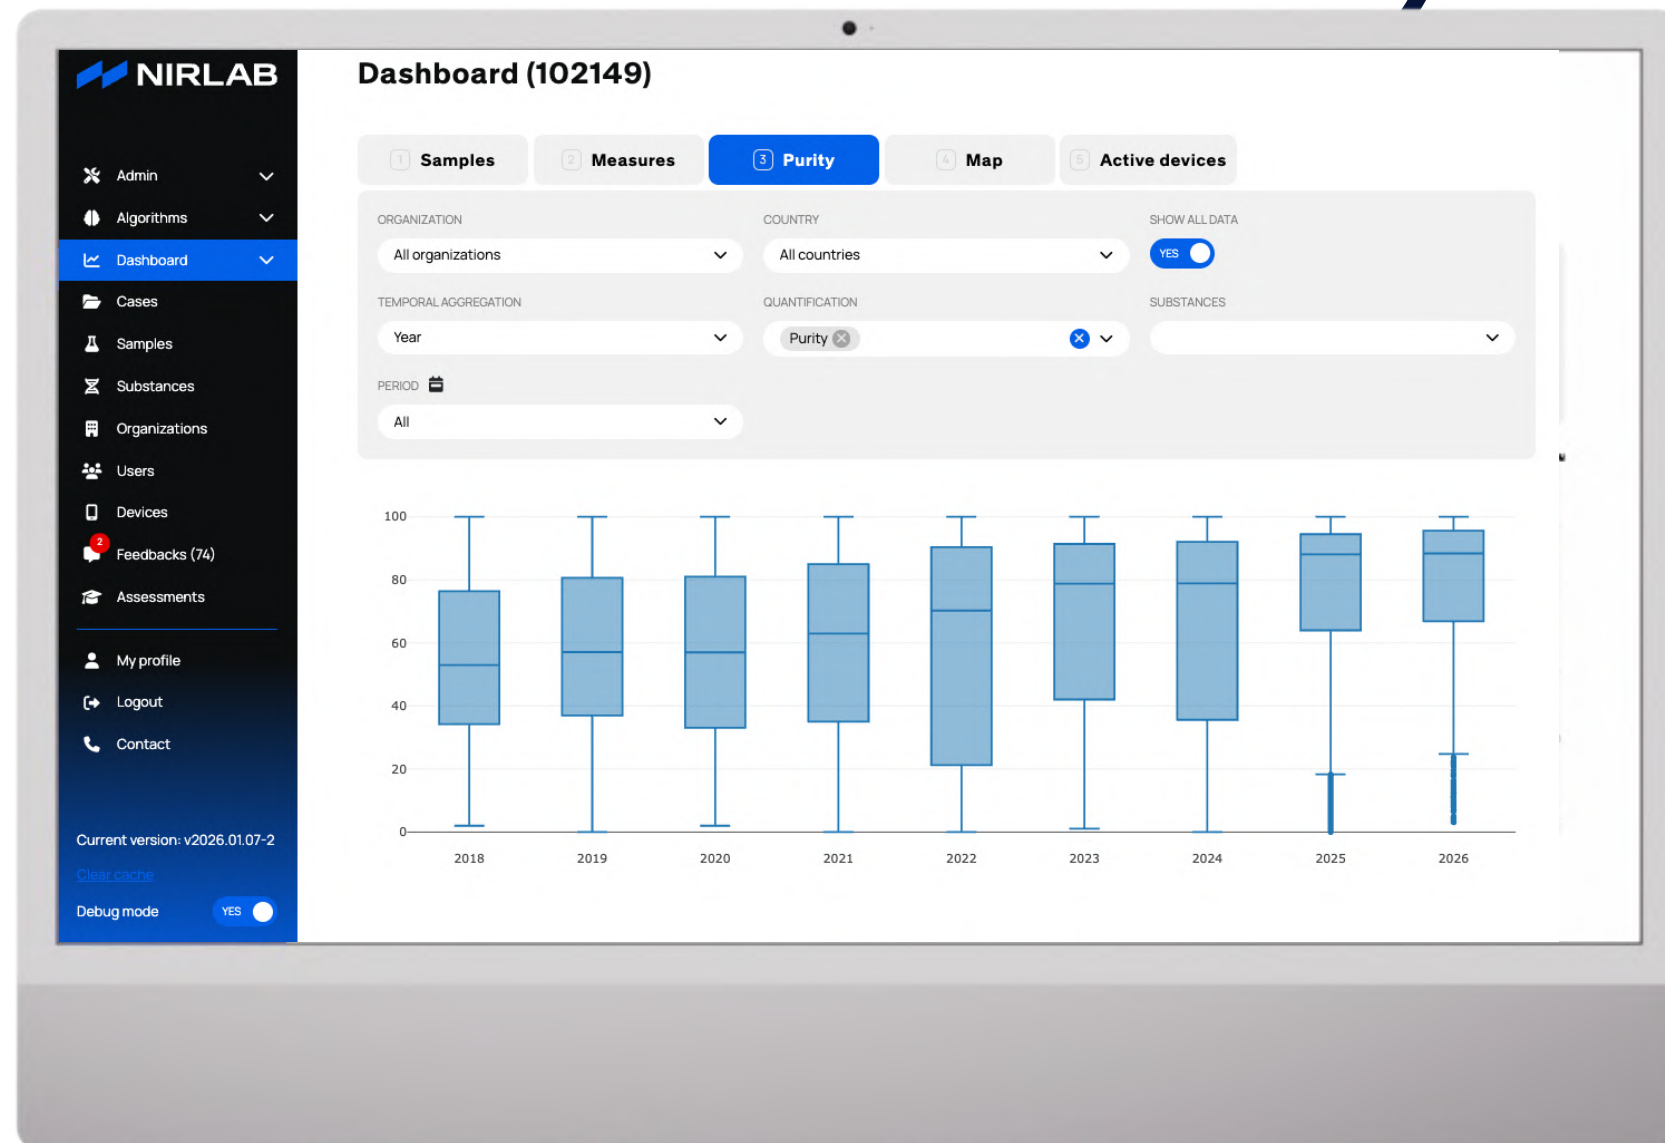 NIRLAB
Dashboard (102149)
1 Samples
2 Measures
3 Purity
4 Map
5 Active devices
Admin
Algorithms
Dashboard
Cases
Samples
Substances
Organizations
Users
Devices
2
Feedbacks (74)
Assessments
My profile
Logout
Contact
Current version: v2026.01.07-2
Clear cache
Debug mode YES
ORGANIZATION
All organizations
COUNTRY
All countries
SHOW ALL DATA
YES
TEMPORAL AGGREGATION
Year
QUANTIFICATION
Purity
SUBSTANCES
PERIOD
All
100
80
60
40
20
0
2018 2019 2020 2021 2022 2023 2024 2025 2026